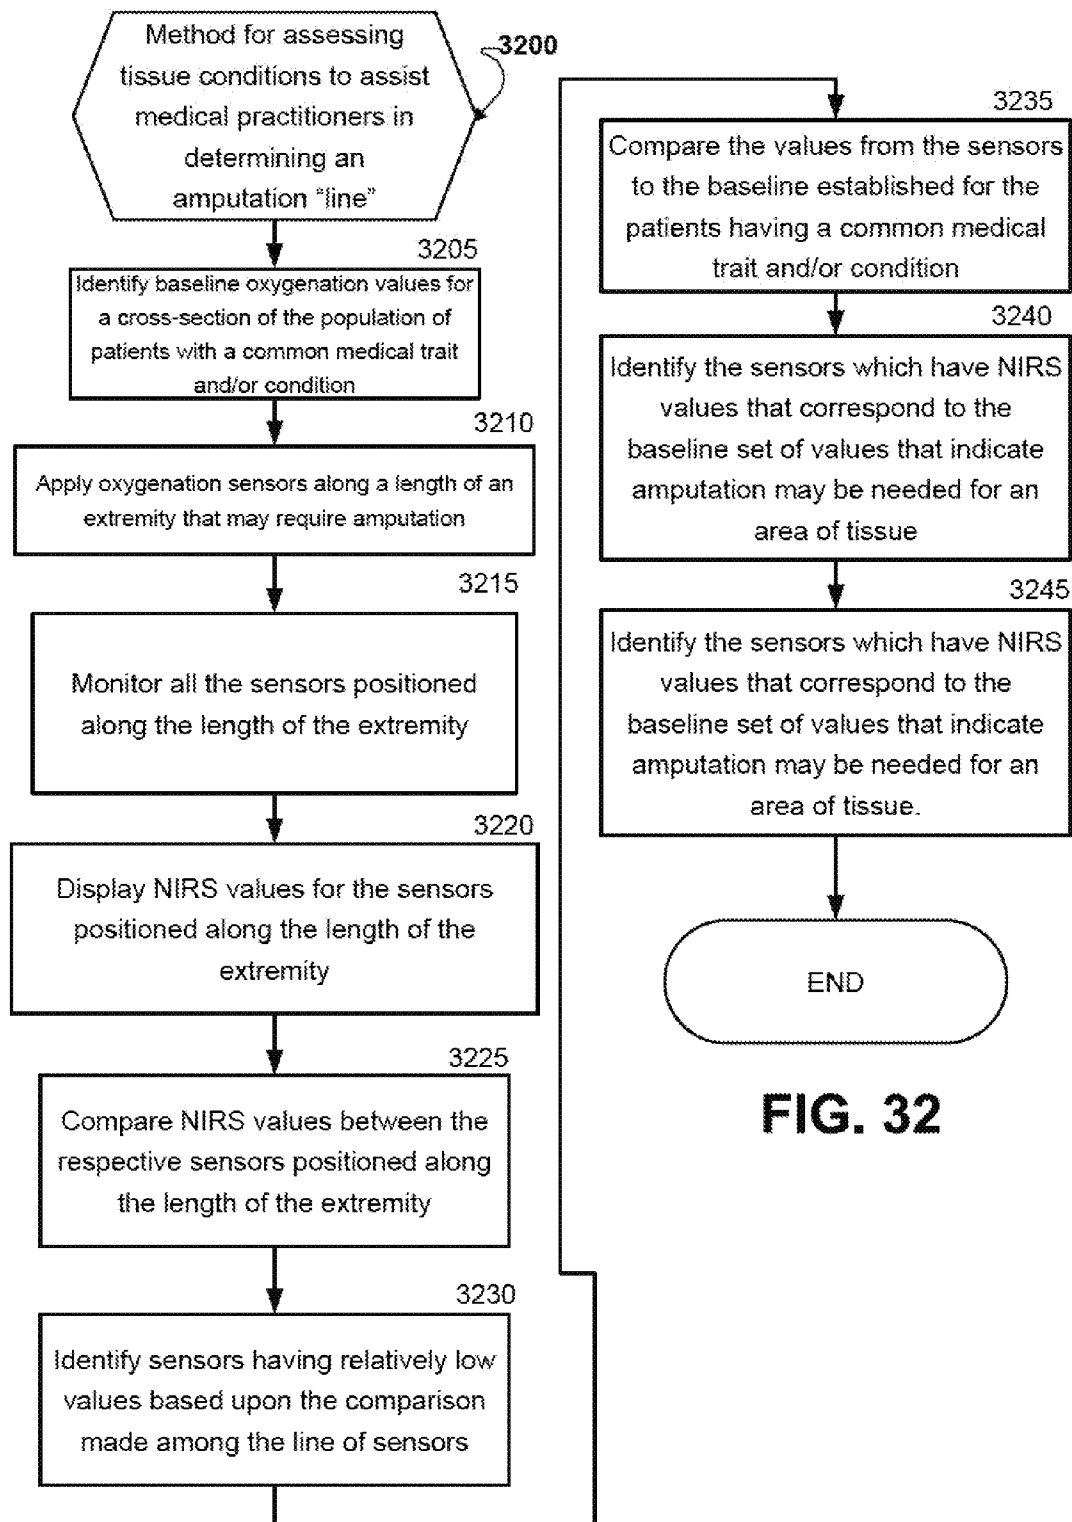 Method for assessing
tissue conditions to assist
medical practitioners in
determining an
amputation “line”
3200
3205
Identify baseline oxygenation values for
a cross-section of the population of
patients with a common medical trait
and/or condition
3210
Apply oxygenation sensors along a length of an
extremity that may require amputation
3215
Monitor all the sensors positioned
along the length of the extremity
3220
Display NIRS values for the sensors
positioned along the length of the
extremity
3225
Compare NIRS values between the
respective sensors positioned along
the length of the extremity
3230
Identify sensors having relatively low
values based upon the comparison
made among the line of sensors
3235
Compare the values from the sensors
to the baseline established for the
patients having a common medical
trait and/or condition
3240
Identify the sensors which have NIRS
values that correspond to the
baseline set of values that indicate
amputation may be needed for an
area of tissue
3245
Identify the sensors which have NIRS
values that correspond to the
baseline set of values that indicate
amputation may be needed for an
area of tissue.
END
FIG. 32